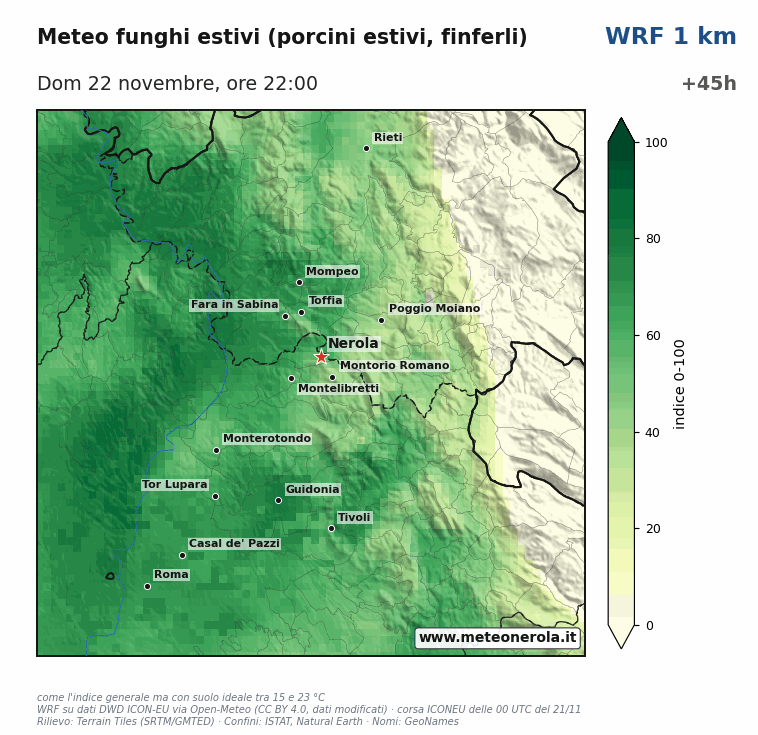 Meteo funghi estivi (porcini estivi, finferli)
WRF 1 km
Dom 22 novembre, ore 22:00
+45h
Rieti
Mompeo
Toffia
Fara in Sabina
Poggio Moiano
Nerola
Montorio Romano
Montelibretti
Monterotondo
Tor Lupara
Guidonia
Tivoli
Casal de' Pazzi
Roma
www.meteonerola.it
100
80
60
40
20
0
indice 0-100
come l'indice generale ma con suolo ideale tra 15 e 23 °C
WRF su dati DWD ICON-EU via Open-Meteo (CC BY 4.0, dati modificati) · corsa ICONEU delle 00 UTC del 21/11
Rilievo: Terrain Tiles (SRTM/GMTED) · Confini: ISTAT, Natural Earth · Nomi: GeoNames